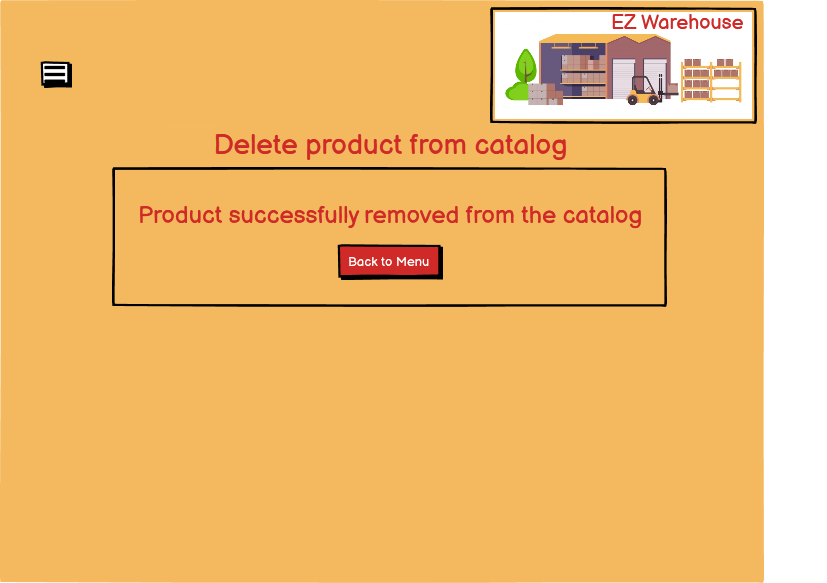 EZ Warehouse
Delete product from catalog
Product successfully removed from the catalog
Back to Menu